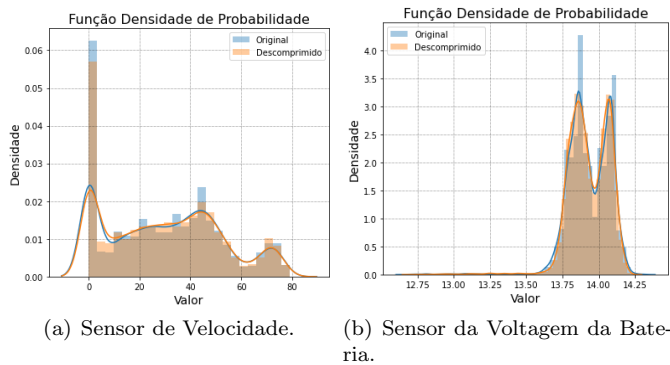 Função Densidade de Probabilidade
Original
Descomprimido
Densidade
0.06
0.05
0.04
0.03
0.02
0.01
0.00
0 20 40 60 80
Valor
(a) Sensor de Velocidade.
Função Densidade de Probabilidade
Original
Descomprimido
Densidade
4.0
3.5
3.0
2.5
2.0
1.5
1.0
0.5
0.0
12.75 13.00 13.25 13.50 13.75 14.00 14.25
Valor
(b) Sensor da Voltagem da Bate-
ria.